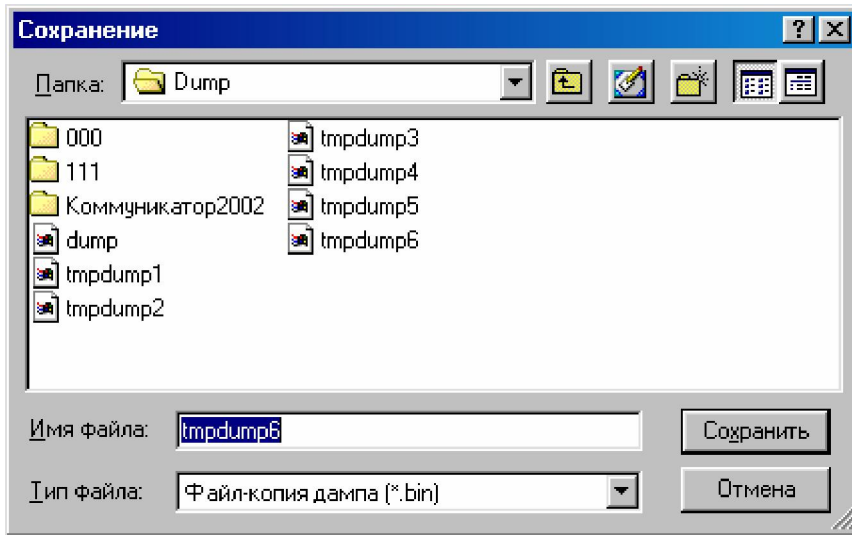 Сохранение
Папка: Dump
000
111
Коммуникатор2002
dump
tmpdump1
tmpdump2
tmpdump3
tmpdump4
tmpdump5
tmpdump6
Имя файла: tmpdump6
Сохранить
Тип файла: Файл-копия дампа (*.bin)
Отмена